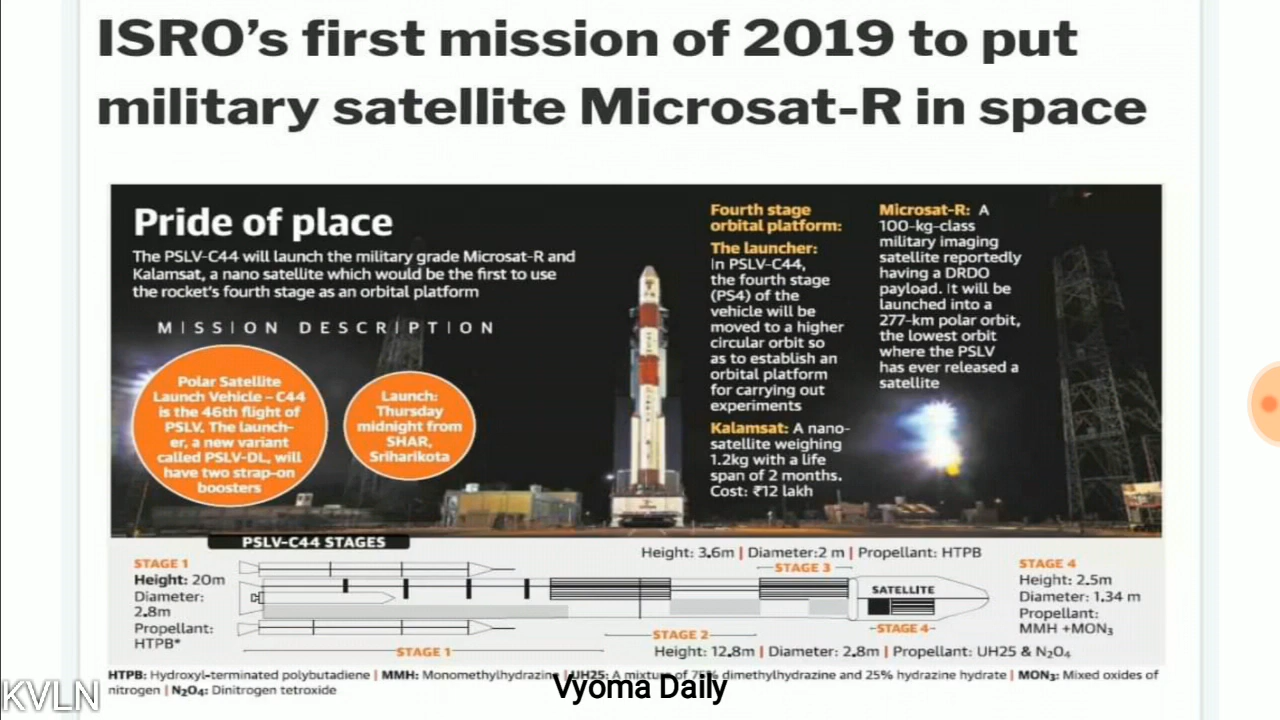 ISRO’s first mission of 2019 to put
military satellite Microsat-R in space
Pride of place
The PSLV-C44 will launch the military grade Microsat-R and
Kalamsat, a nano satellite which would be the first to use
the rocket's fourth stage as an orbital platform
MISSION DESCRIPTION
Polar Satellite
Launch Vehicle – C44
is the 46th flight of
PSLV. The launch-
er, a new variant
called PSLV-DL, will
have two strap-on
boosters
Launch:
Thursday
midnight from
SHAR,
Sriharikota
Fourth stage
orbital platform:
The launcher:
In PSLV-C44,
the fourth stage
(PS4) of the
vehicle will be
moved to a higher
circular orbit so
as to establish an
orbital platform
for carrying out
experiments
Kalamsat: A nano-
satellite weighing
1.2kg with a life
span of 2 months.
Cost: ₹12 lakh
Microsat-R: A
100-kg-class
military imaging
satellite reportedly
having a DRDO
payload. It will be
launched into a
277-km polar orbit,
the lowest orbit
where the PSLV
has ever released a
satellite
PSLV-C44 STAGES
STAGE 1
Height: 20m
Diameter:
2.8m
Propellant:
HTPB*
STAGE 1
STAGE 2
Height: 12.8m | Diameter: 2.8m | Propellant: UH25 & N₂O₄
Height: 3.6m | Diameter:2 m | Propellant: HTPB
STAGE 3
SATELLITE
STAGE 4
STAGE 4
Height: 2.5m
Diameter: 1.34 m
Propellant:
MMH +MON₃
HTPB: Hydroxyl-terminated polybutadiene | MMH: Monomethylhydrazine | UH25: A mixture of 75% dimethylhydrazine and 25% hydrazine hydrate | MON₃: Mixed oxides of
nitrogen | N₂O₄: Dinitrogen tetroxide
Vyoma Daily
KVLN